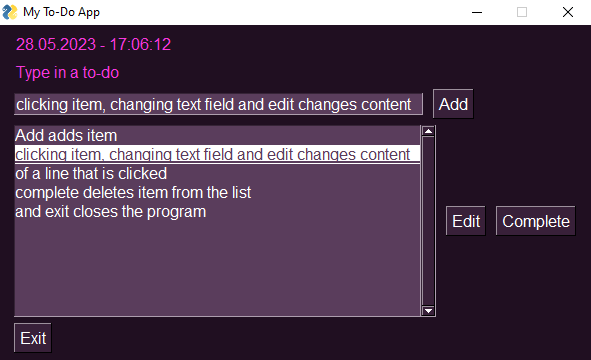 My To-Do App
28.05.2023 - 17:06:12
Type in a to-do
clicking item, changing text field and edit changes content
Add
Add adds item
clicking item, changing text field and edit changes content
of a line that is clicked
complete deletes item from the list
and exit closes the program
Edit
Complete
Exit